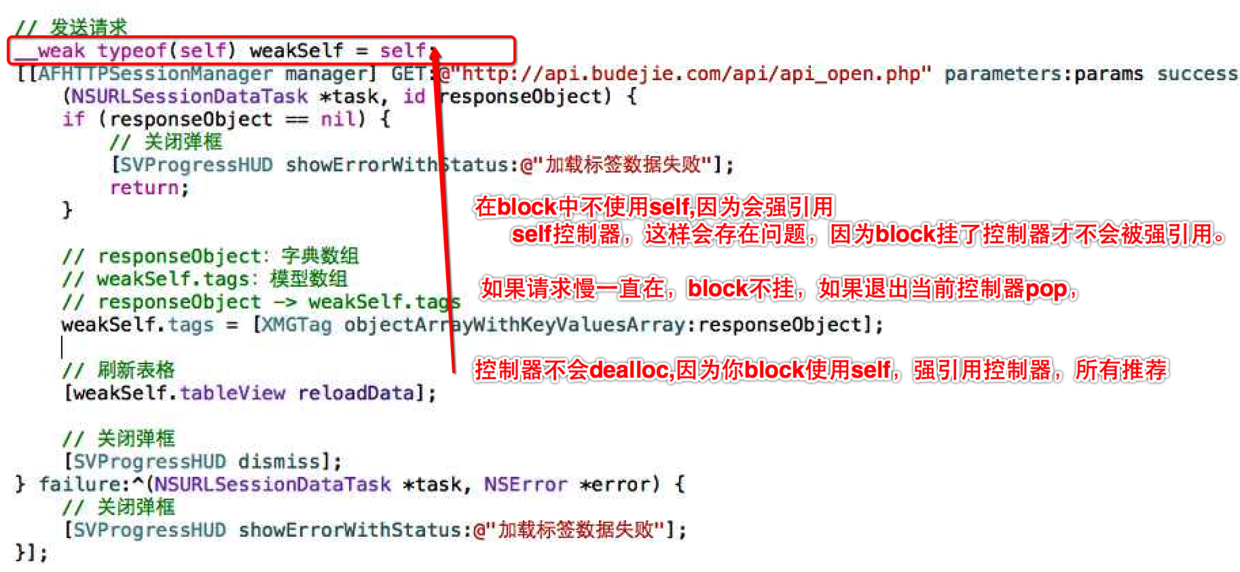 // 发送请求
__weak typeof(self) weakSelf = self;
[[AFHTTPSessionManager manager] GET:@"http://api.budejie.com/api/api_open.php" parameters:params success
(NSURLSessionDataTask *task, id responseObject) {
if (responseObject == nil) {
// 关闭弹框
[SVProgressHUD showErrorWithStatus:@"加载标签数据失败"];
return;
}
在block中不使用self,因为会强引用
self控制器，这样会存在问题，因为block挂了控制器才不会被强引用。
// responseObject：字典数组
// weakSelf.tags：模型数组
如果请求慢一直在，block不挂，如果退出当前控制器pop，
// responseObject -> weakSelf.tags
weakSelf.tags = [XMGTag objectArrayWithKeyValuesArray:responseObject];
// 刷新表格
控制器不会dealloc,因为你block使用self，强引用控制器，所有推荐
[weakSelf.tableView reloadData];
// 关闭弹框
[SVProgressHUD dismiss];
} failure:^(NSURLSessionDataTask *task, NSError *error) {
// 关闭弹框
[SVProgressHUD showErrorWithStatus:@"加载标签数据失败"];
}];